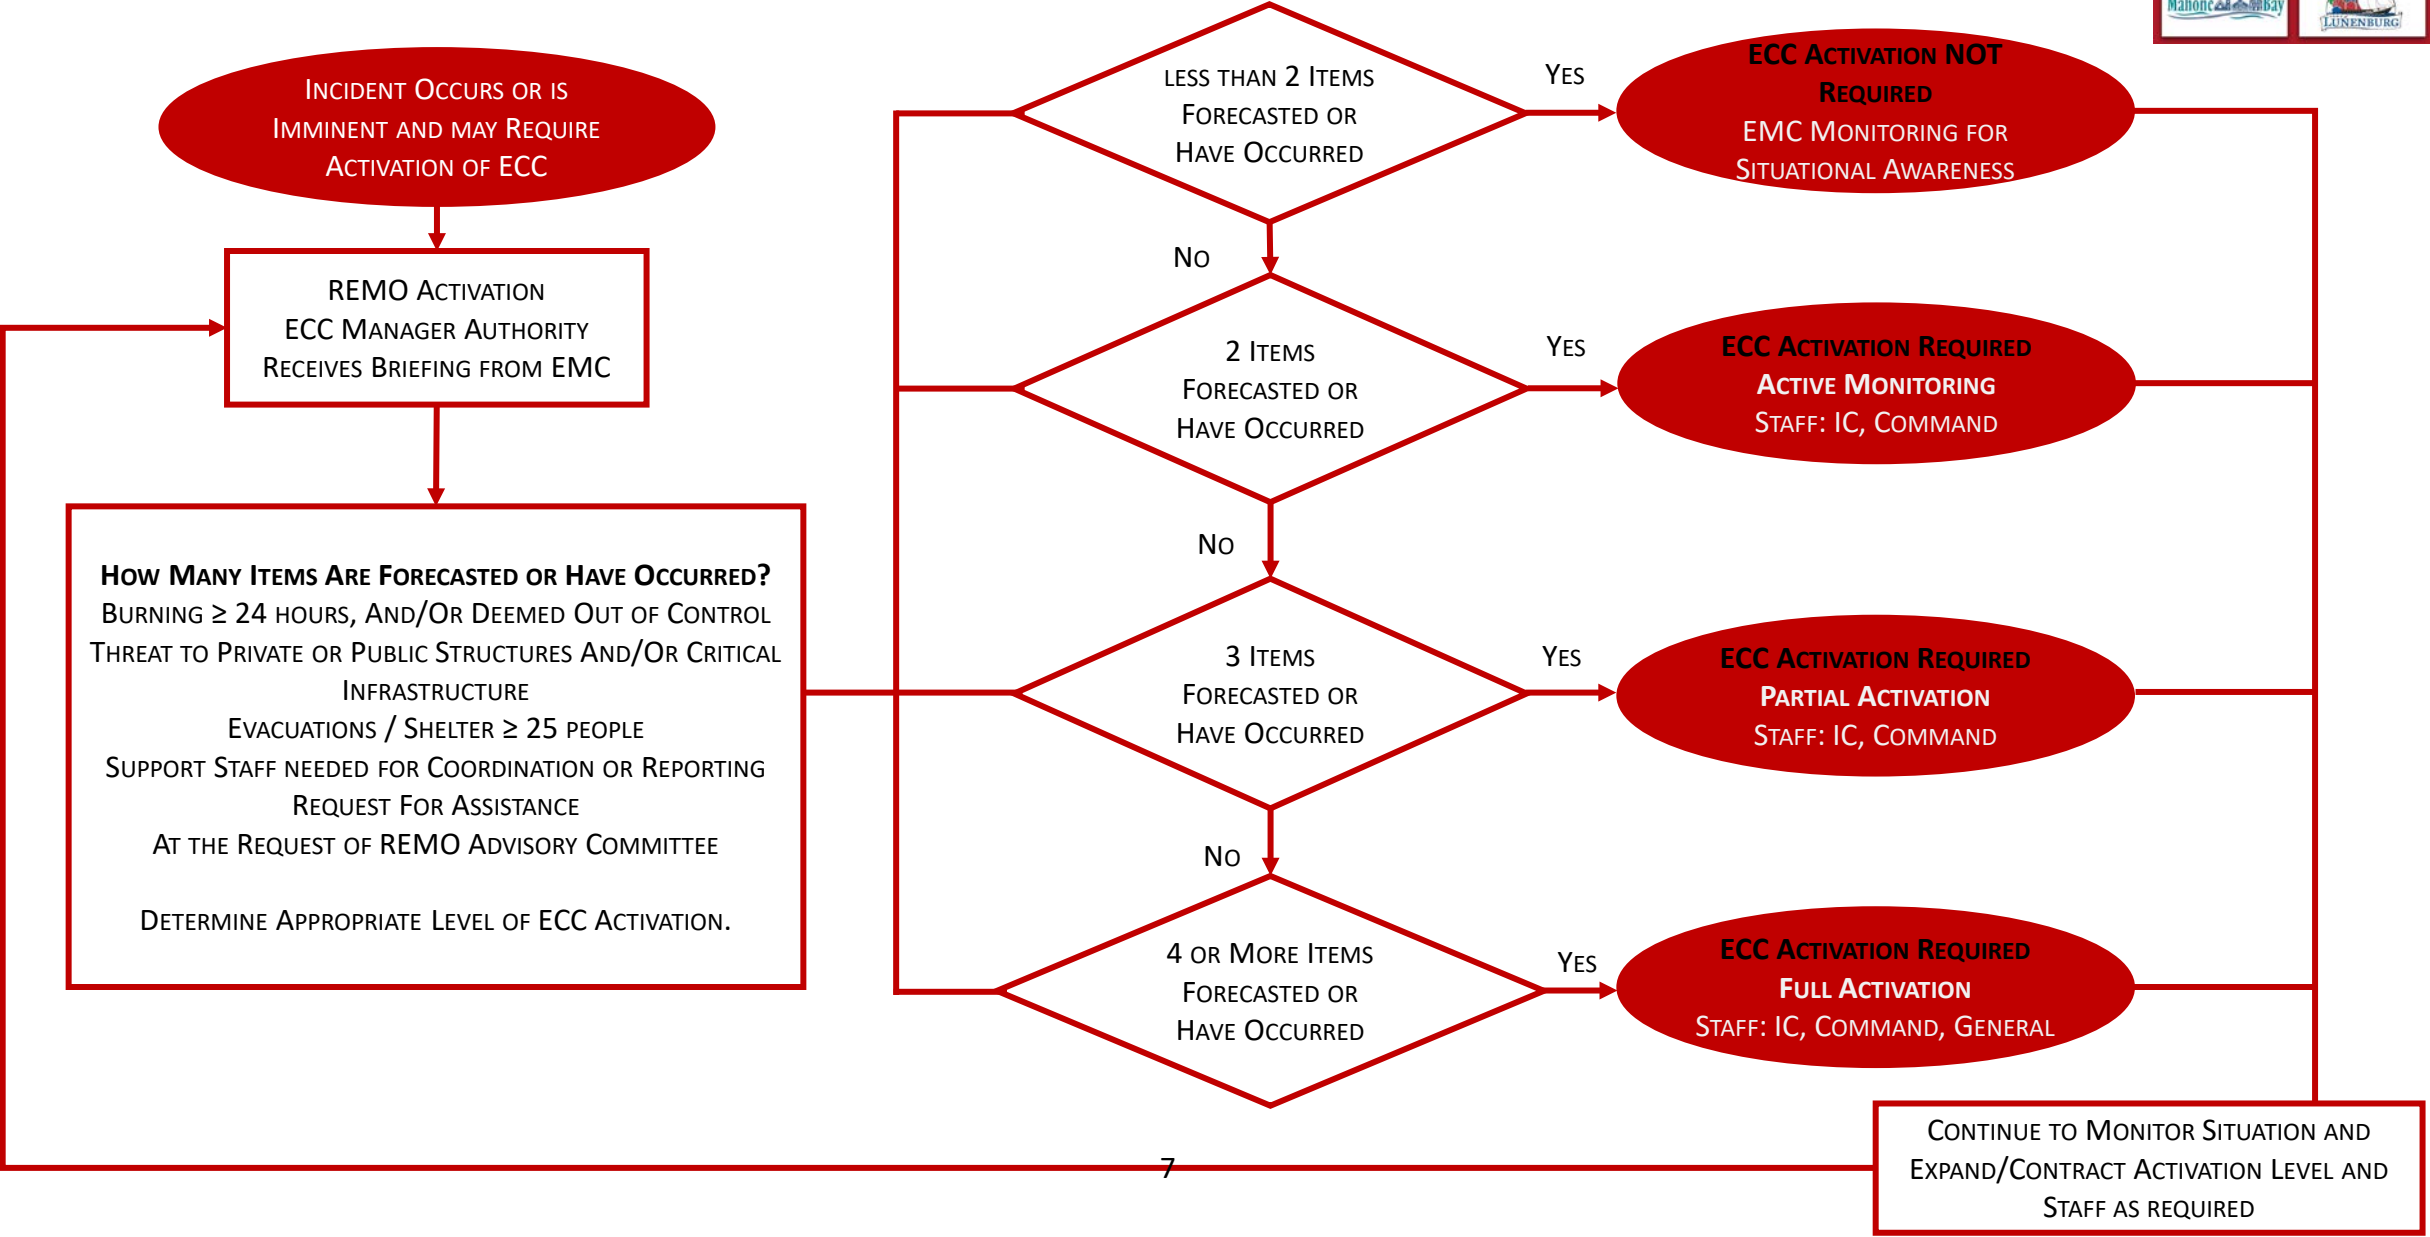 Mahone Bay
LUNENBURG
INCIDENT OCCURS OR IS
IMMINENT AND MAY REQUIRE
ACTIVATION OF ECC
REMO ACTIVATION
ECC MANAGER AUTHORITY
RECEIVES BRIEFING FROM EMC
HOW MANY ITEMS ARE FORECASTED OR HAVE OCCURRED?
BURNING ≥ 24 HOURS, AND/OR DEEMED OUT OF CONTROL
THREAT TO PRIVATE OR PUBLIC STRUCTURES AND/OR CRITICAL
INFRASTRUCTURE
EVACUATIONS / SHELTER ≥ 25 PEOPLE
SUPPORT STAFF NEEDED FOR COORDINATION OR REPORTING
REQUEST FOR ASSISTANCE
AT THE REQUEST OF REMO ADVISORY COMMITTEE
DETERMINE APPROPRIATE LEVEL OF ECC ACTIVATION.
LESS THAN 2 ITEMS
FORECASTED OR
HAVE OCCURRED
YES
ECC ACTIVATION NOT
REQUIRED
EMC MONITORING FOR
SITUATIONAL AWARENESS
NO
2 ITEMS
FORECASTED OR
HAVE OCCURRED
YES
ECC ACTIVATION REQUIRED
ACTIVE MONITORING
STAFF: IC, COMMAND
NO
3 ITEMS
FORECASTED OR
HAVE OCCURRED
YES
ECC ACTIVATION REQUIRED
PARTIAL ACTIVATION
STAFF: IC, COMMAND
NO
4 OR MORE ITEMS
FORECASTED OR
HAVE OCCURRED
YES
ECC ACTIVATION REQUIRED
FULL ACTIVATION
STAFF: IC, COMMAND, GENERAL
CONTINUE TO MONITOR SITUATION AND
EXPAND/CONTRACT ACTIVATION LEVEL AND
STAFF AS REQUIRED
7